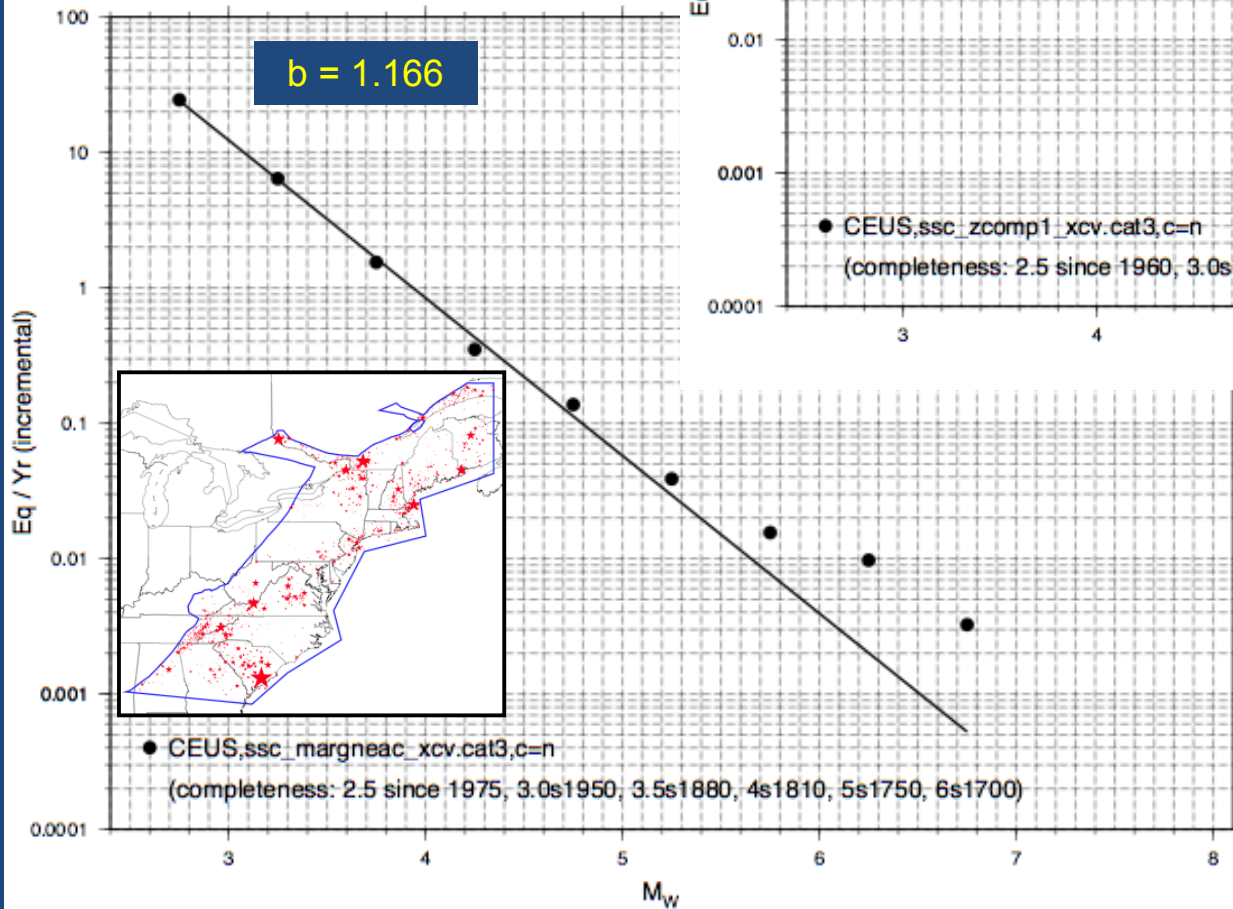 100
10
1
0.1
0.01
0.001
0.0001
Eq / Yr (incremental)
b = 1.166
CEUS,ssc_margneac_xcv.cat3,c=n
(completeness: 2.5 since 1975, 3.0s1950, 3.5s1880, 4s1810, 5s1750, 6s1700)
3 4 5 6 7 8
Mw
0.01
0.001
0.0001
CEUS,ssc_zcomp1_xcv.cat3,c=n
(completeness: 2.5 since 1960, 3.0s
3 4